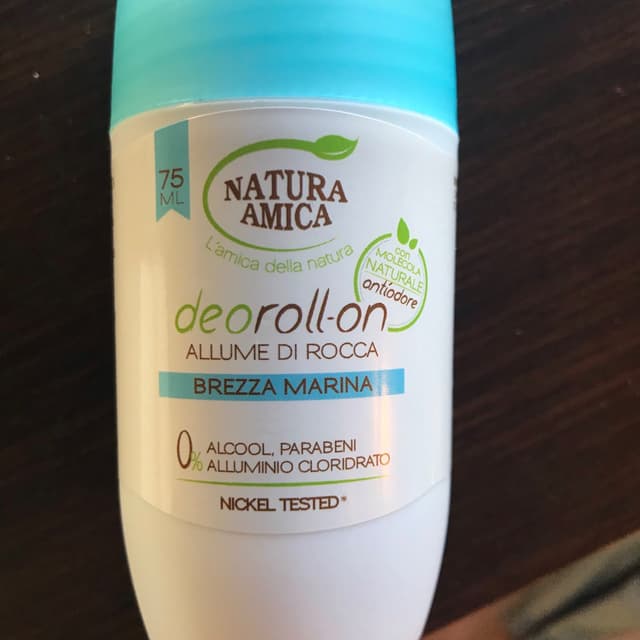 75
ML
NATURA
AMICA
L'amica della natura
con
MOLECOLA
NATURALE
antiodore
deoroll-on
ALLUME DI ROCCA
BREZZA MARINA
0% ALCOOL, PARABENI
ALLUMINIO CLORIDRATO
NICKEL TESTED*